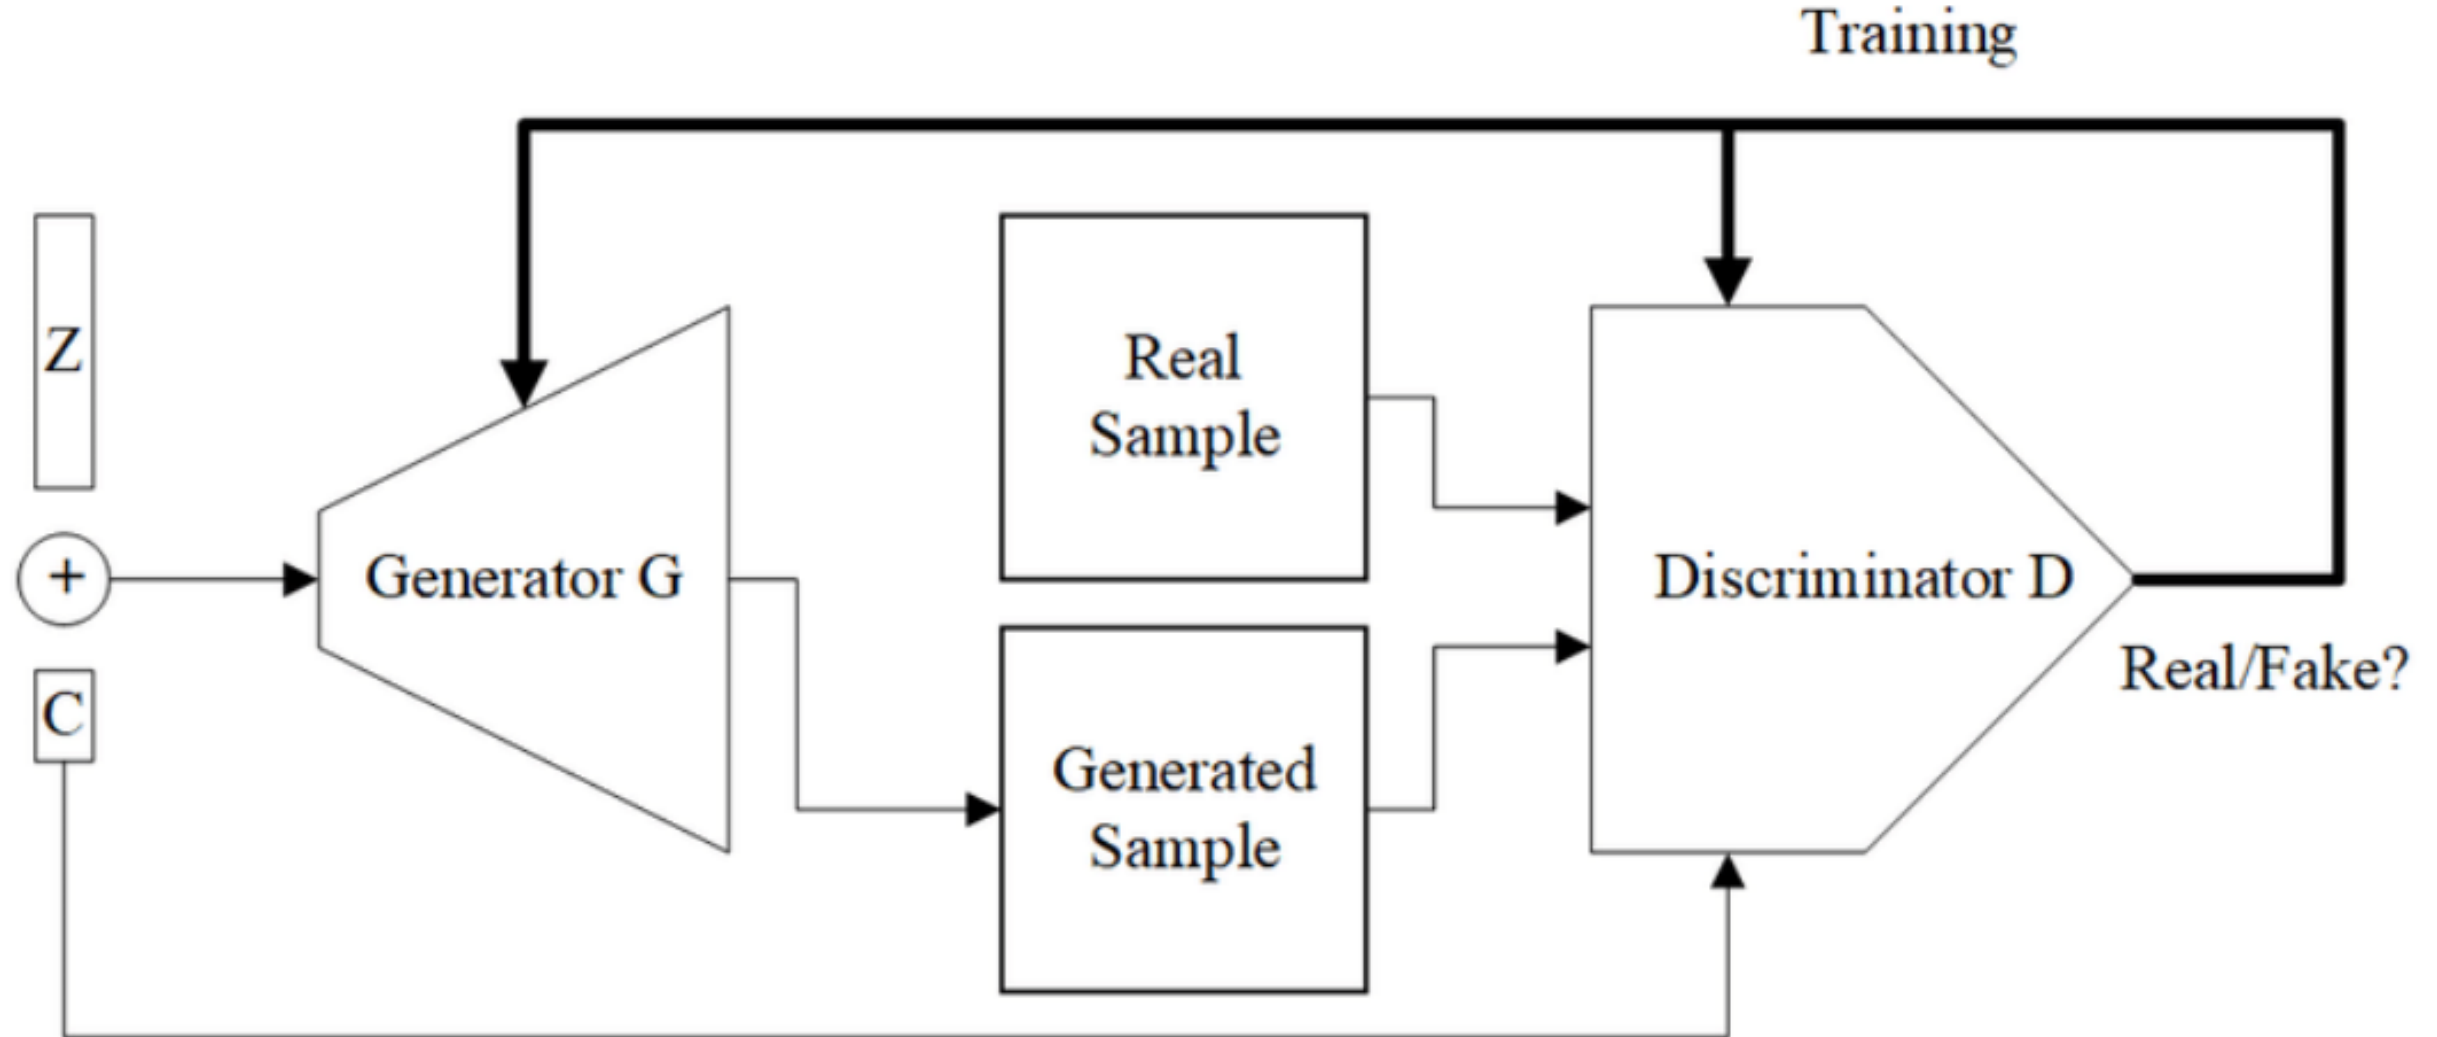 Training
Z
+
C
Generator G
Real
Sample
Generated
Sample
Discriminator D
Real/Fake?